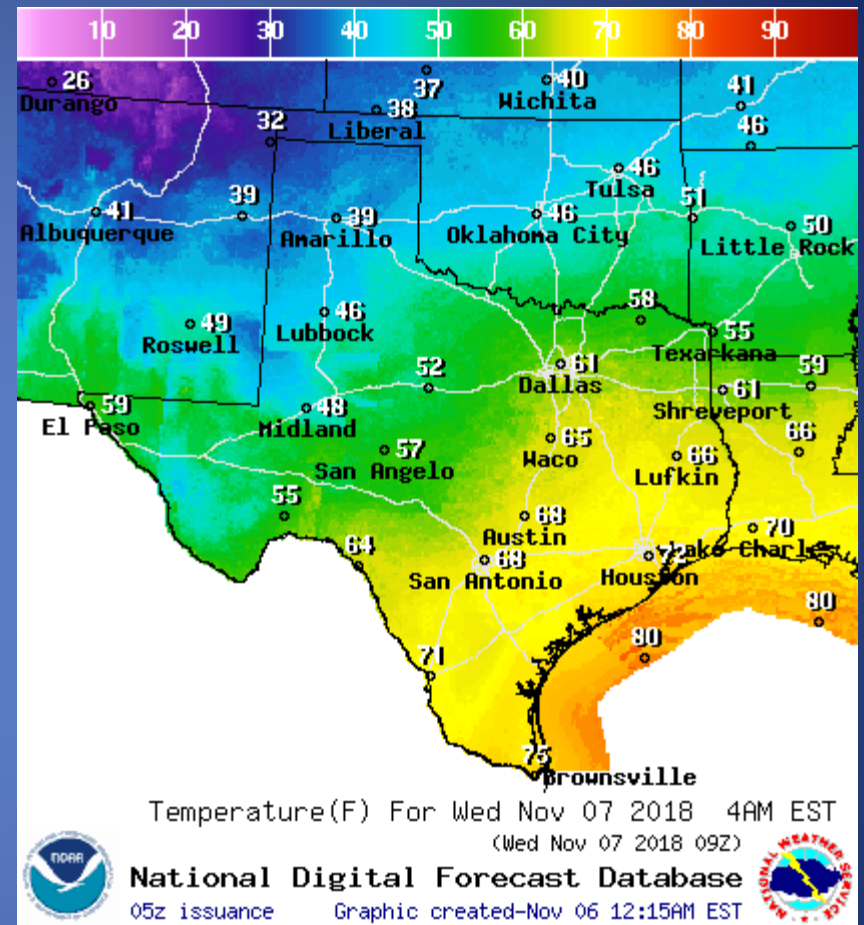 10 20 30 40 50 60 70 80 90
26
Durango
37
40
Wichita
41
38
Liberal
32
46
46
Tulsa
41
Albuquerque
39
39
Amarillo
46
Oklahoma City
51
50
Little Rock
49
Roswell
46
Lubbock
58
55
Texarkana
52
61
Dallas
59
61
Shreveport
59
El Paso
48
Midland
57
San Angelo
65
Waco
66
Lufkin
66
55
68
Austin
70
64
68
San Antonio
72
Houston
Lake
80
80
71
75
Brownsville
Temperature(F) For Wed Nov 07 2018 4AM EST
(Wed Nov 07 2018 09Z)
NOAA
National Digital Forecast Database
05z issuance Graphic created-Nov 06 12:15AM EST
NATIONAL WEATHER SERVICE